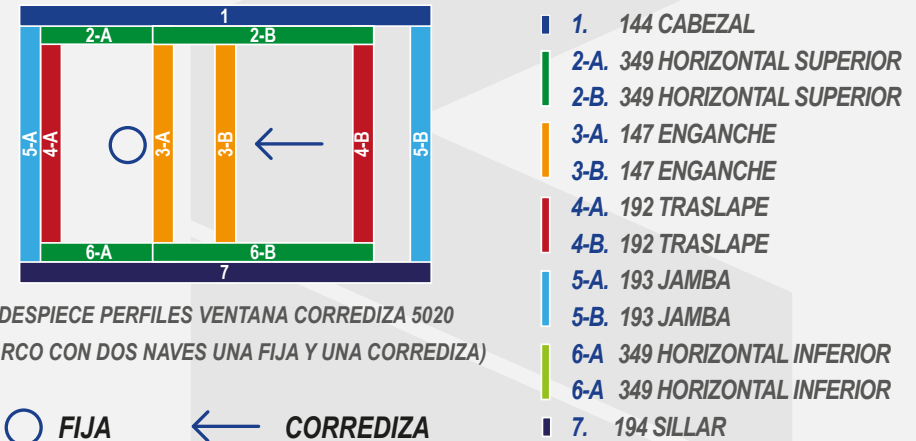 1
2-A 2-B
5-A 4-A 3-A 3-B 4-B 5-B
6-A 6-B
7
DESPIECE PERFILES VENTANA CORREDIZA 5020
RCO CON DOS NAVES UNA FIJA Y UNA CORREDIZA)
FIJA CORREDIZA
1. 144 CABEZAL
2-A. 349 HORIZONTAL SUPERIOR
2-B. 349 HORIZONTAL SUPERIOR
3-A. 147 ENGANCHE
3-B. 147 ENGANCHE
4-A. 192 TRASLAPE
4-B. 192 TRASLAPE
5-A. 193 JAMBA
5-B. 193 JAMBA
6-A 349 HORIZONTAL INFERIOR
6-A 349 HORIZONTAL INFERIOR
7. 194 SILLAR